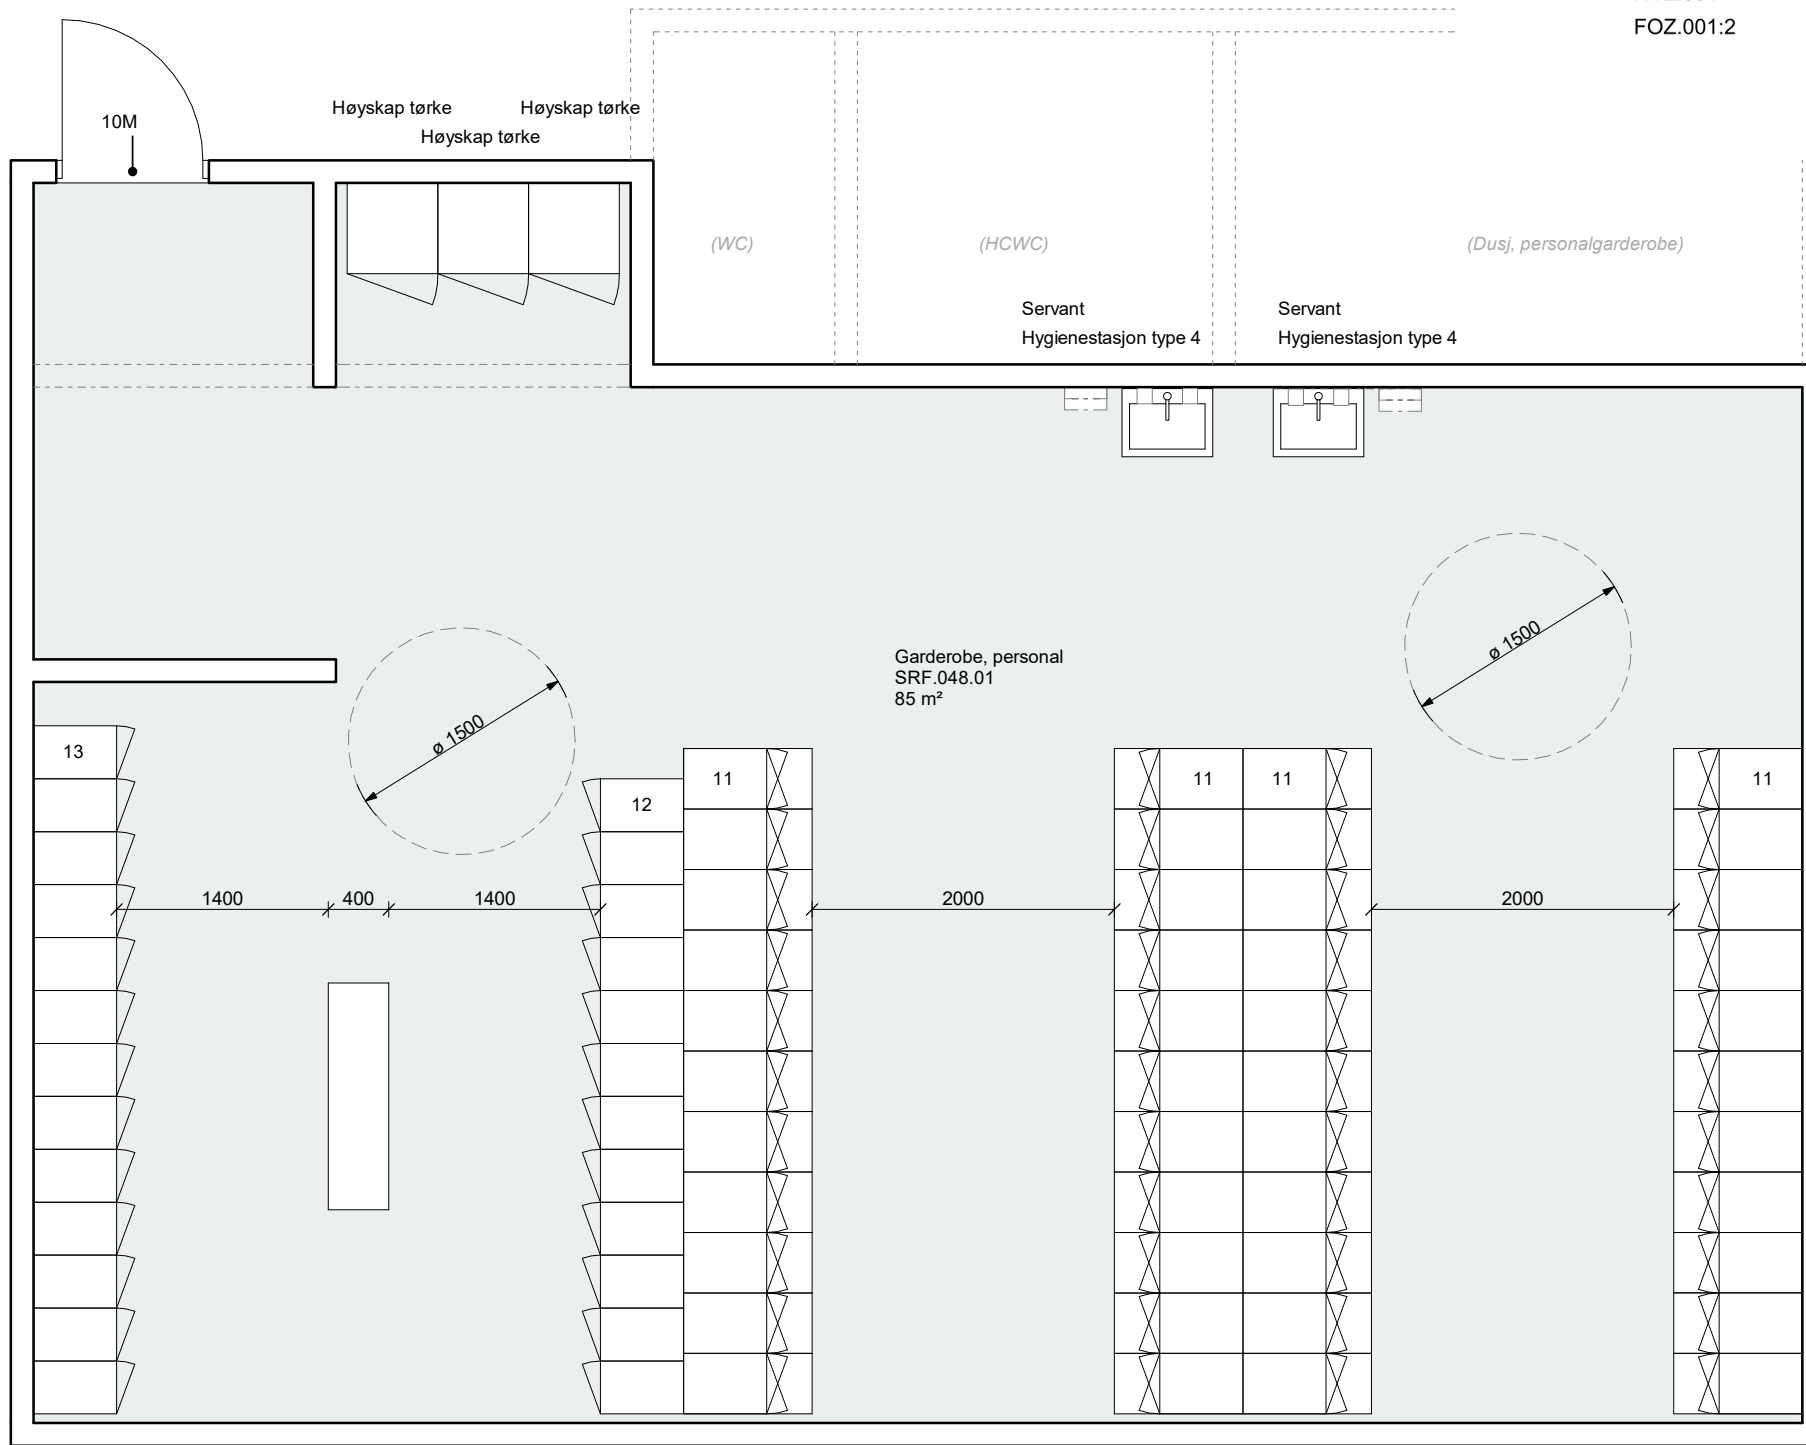 FOZ.001:2
Høyskap tørke
Høyskap tørke
Høyskap tørke
10M
(WC)
(HCWC)
(Dusj, personalgarderobe)
Servant
Hygienestasjon type 4
Servant
Hygienestasjon type 4
ø 1500
Garderobe, personal
SRF.048.01
85 m²
ø 1500
13
12
11
11
11
11
1400
400
1400
2000
2000